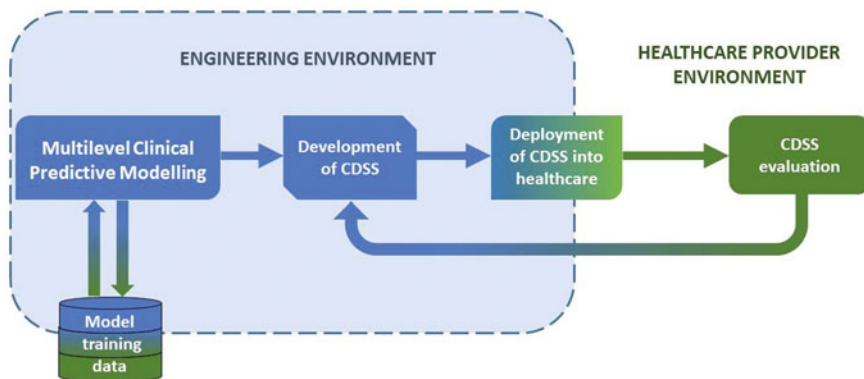 ENGINEERING ENVIRONMENT
HEALTHCARE PROVIDER
ENVIRONMENT
Multilevel Clinical
Predictive Modelling
Development
of CDSS
Deployment
of CDSS into
healthcare
CDSS
evaluation
Model
training
data